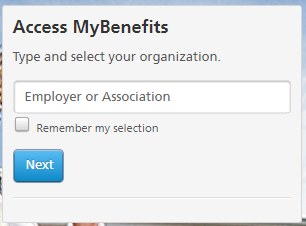 Access MyBenefits
Type and select your organization.
Employer or Association
Remember my selection
Next